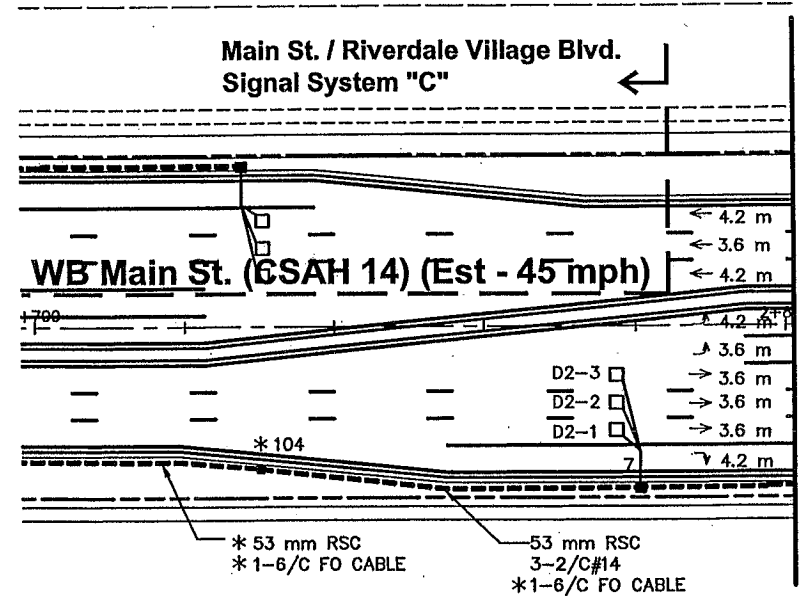 Main St. / Riverdale Village Blvd.
Signal System "C"
4.2 m
3.6 m
4.2 m
WB Main St. (CSAH 14) (Est - 45 mph)
4.2 m
3.6 m
3.6 m
3.6 m
3.6 m
4.2 m
D2-3
D2-2
D2-1
* 104
7
* 53 mm RSC
* 1-6/C FO CABLE
53 mm RSC
3-2/C#14
* 1-6/C FO CABLE